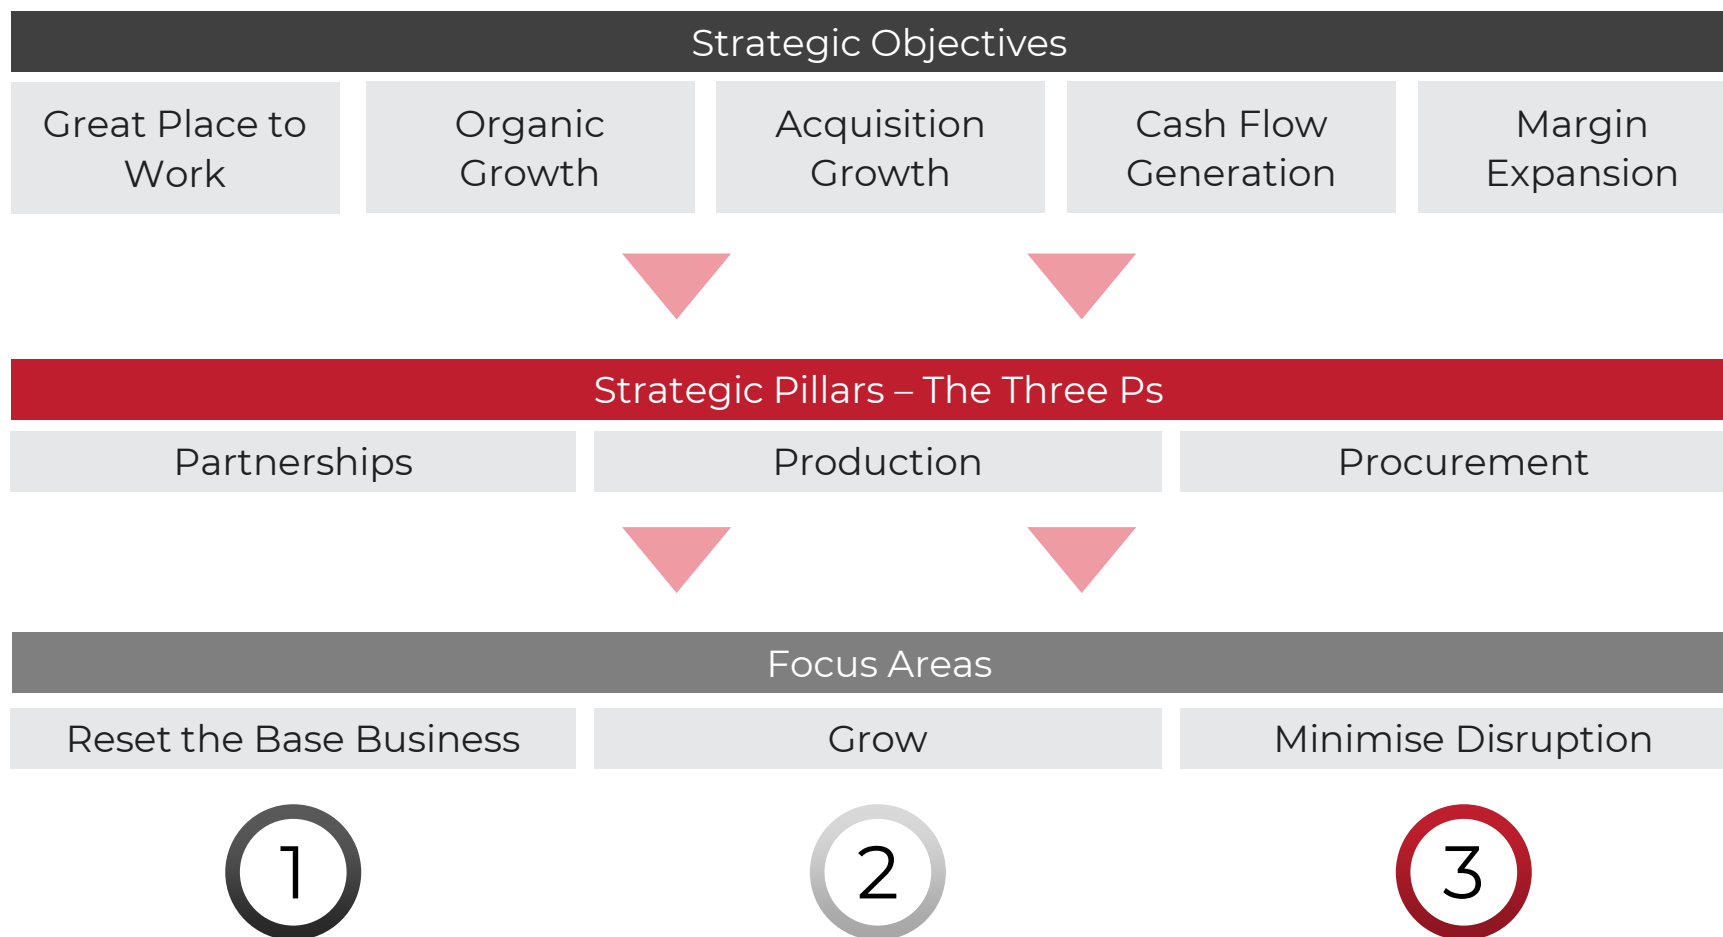 Strategic Objectives
Great Place to
Work
Organic
Growth
Acquisition
Growth
Cash Flow
Generation
Margin
Expansion
Strategic Pillars – The Three Ps
Partnerships
Production
Procurement
Focus Areas
Reset the Base Business
Grow
Minimise Disruption
1
2
3